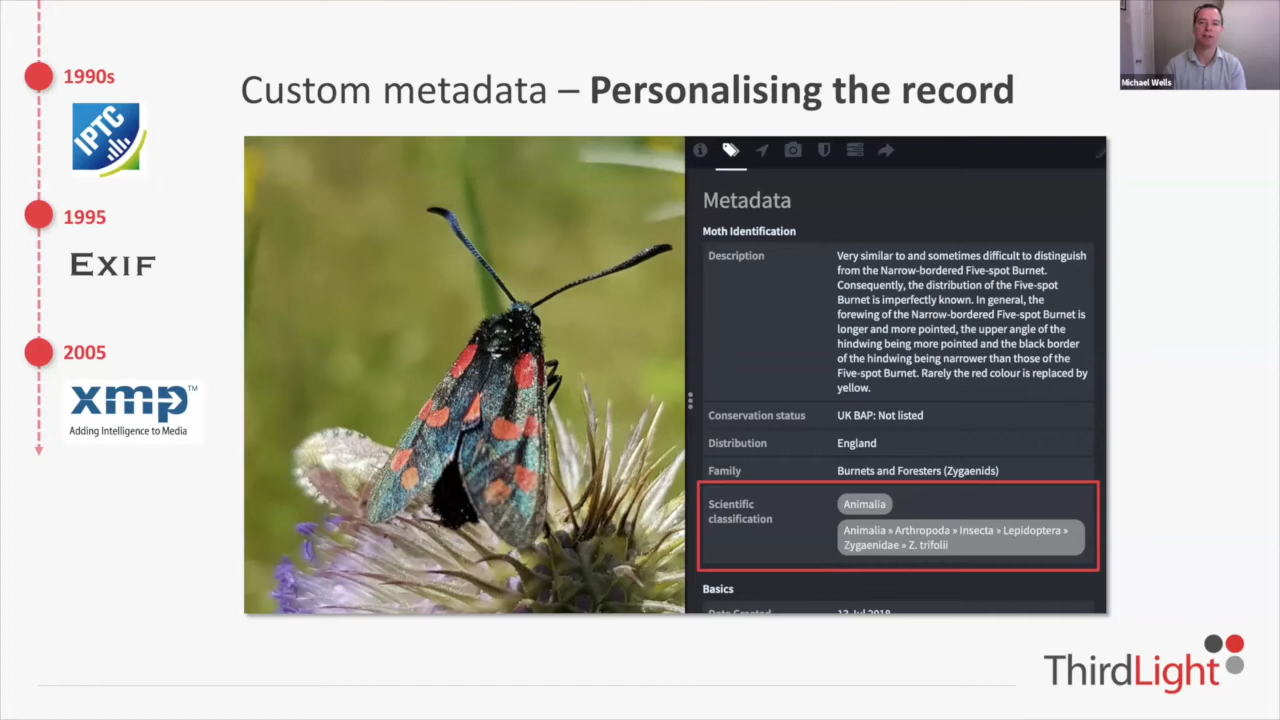 Michael Wells
1990s
IPTC
1995
EXIF
2005
xmp™
Adding Intelligence to Media
Custom metadata – Personalising the record
Metadata
Moth Identification
Description
Very similar to and sometimes difficult to distinguish
from the Narrow-bordered Five-spot Burnet.
Consequently, the distribution of the Five-spot
Burnet is imperfectly known. In general, the
forewing of the Narrow-bordered Five-spot Burnet is
longer and more pointed, the upper angle of the
hindwing being more pointed and the black border
of the hindwing being narrower than those of the
Five-spot Burnet. Rarely the red colour is replaced by
yellow.
Conservation status
UK BAP: Not listed
Distribution
England
Family
Burnets and Foresters (Zygaenids)
Scientific
classification
Animalia
Animalia » Arthropoda » Insecta » Lepidoptera »
Zygaenidae » Z. trifolii
Basics
Date Created
13 Jul 2018
ThirdLight